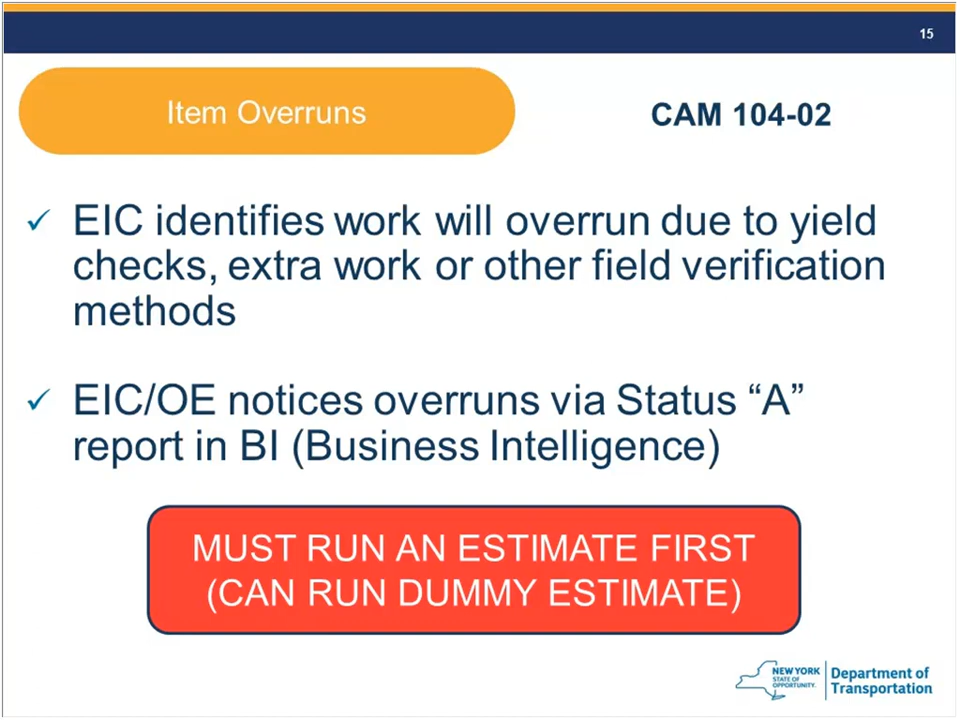 15
Item Overruns
CAM 104-02
EIC identifies work will overrun due to yield
checks, extra work or other field verification
methods
EIC/OE notices overruns via Status “A”
report in BI (Business Intelligence)
MUST RUN AN ESTIMATE FIRST
(CAN RUN DUMMY ESTIMATE)
NEW YORK
STATE OF
OPPORTUNITY.
Department of
Transportation